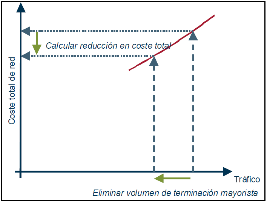 Coste total de red
Calcular reducción en coste total
Tráfico
Eliminar volumen de terminación mayorista